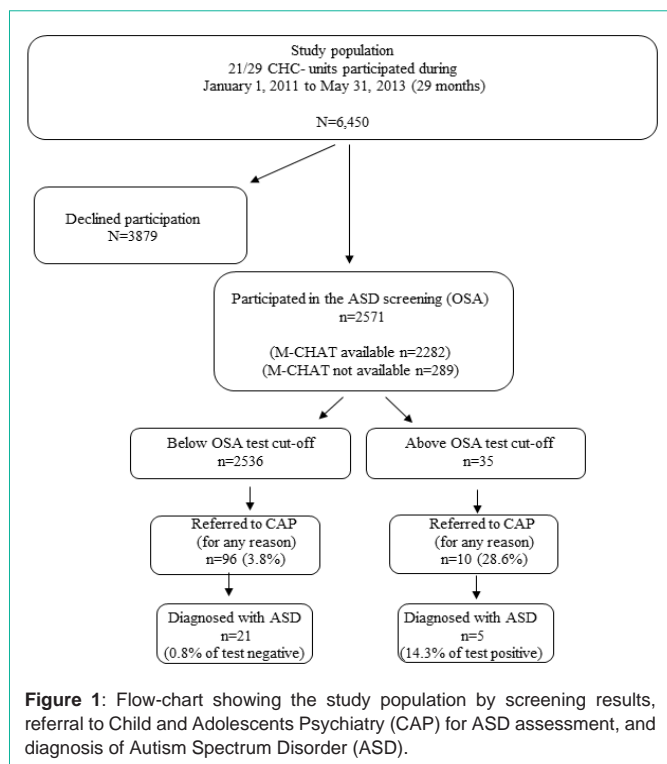 Study population
21/29 CHC- units participated during
January 1, 2011 to May 31, 2013 (29 months)
N=6,450
Declined participation
N=3879
Participated in the ASD screening (OSA)
n=2571
(M-CHAT available n=2282)
(M-CHAT not available n=289)
Below OSA test cut-off
n=2536
Above OSA test cut-off
n=35
Referred to CAP
(for any reason)
n=96 (3.8%)
Referred to CAP
(for any reason)
n=10 (28.6%)
Diagnosed with ASD
n=21
(0.8% of test negative)
Diagnosed with ASD
n=5
(14.3% of test positive)
Figure 1: Flow-chart showing the study population by screening results,
referral to Child and Adolescents Psychiatry (CAP) for ASD assessment, and
diagnosis of Autism Spectrum Disorder (ASD).